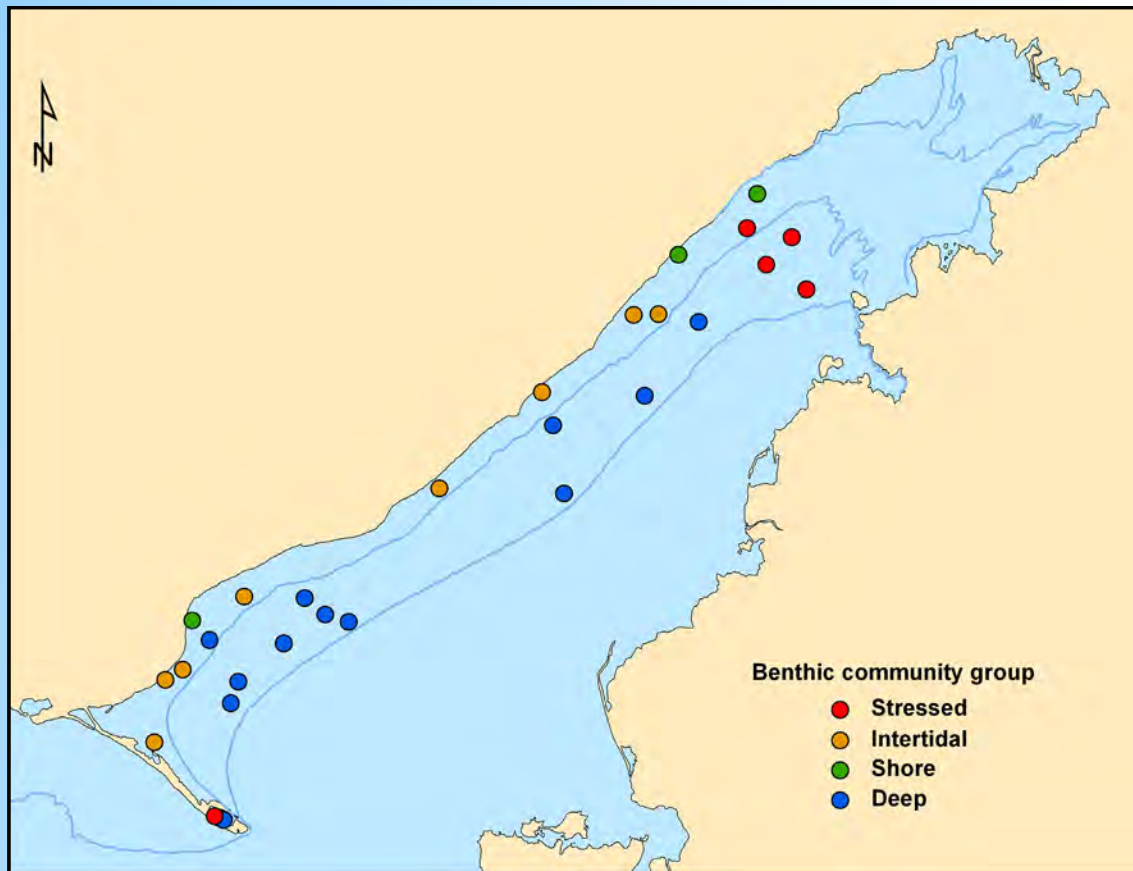 N
Benthic community group
Stressed
Intertidal
Shore
Deep